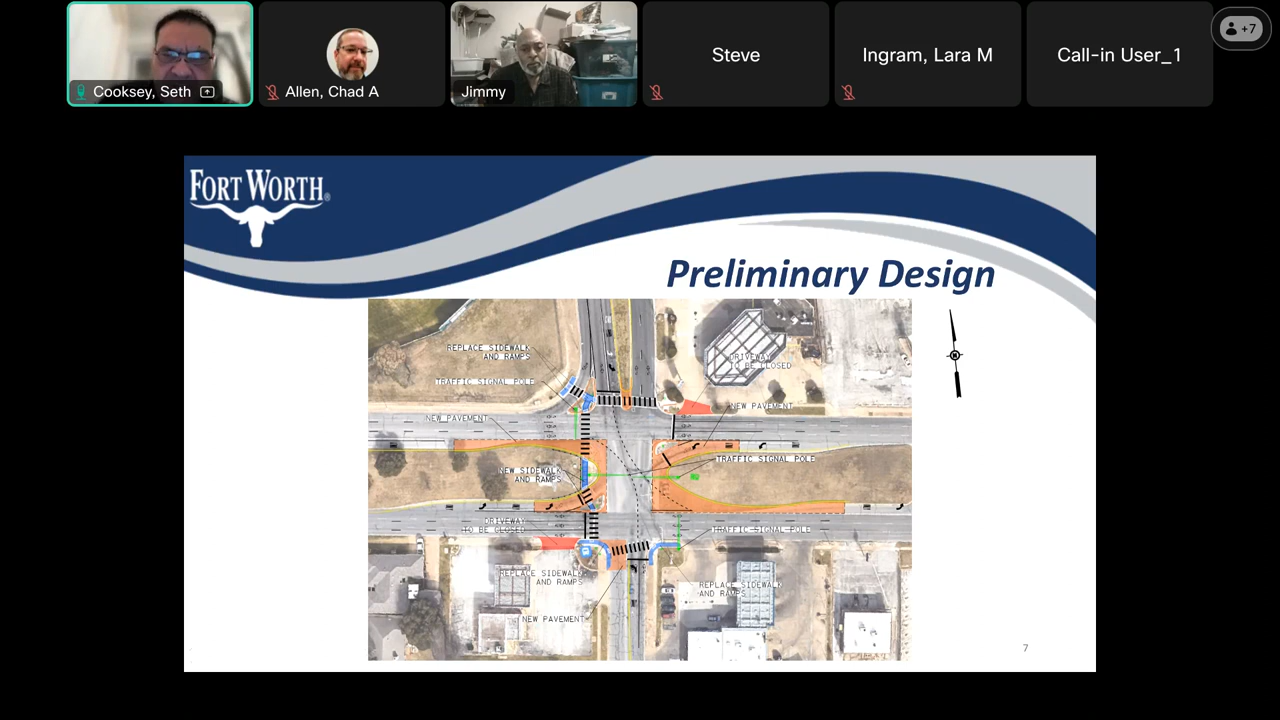 Cooksey, Seth
Allen, Chad A
Jimmy
Steve
Ingram, Lara M
Call-in User_1
+7
FORT WORTH®
Preliminary Design
REPLACE SIDEWALK
AND RAMPS
TRAFFIC SIGNAL POLE
NEW PAVEMENT
DRIVEWAY
TO BE CLOSED
NEW PAVEMENT
TRAFFIC SIGNAL POLE
NEW SIDEWALK
AND RAMPS
DRIVEWAY
TO BE CLOSED
TRAFFIC SIGNAL POLE
REPLACE SIDEWALK
AND RAMPS
REPLACE SIDEWALK
AND RAMPS
NEW PAVEMENT
7